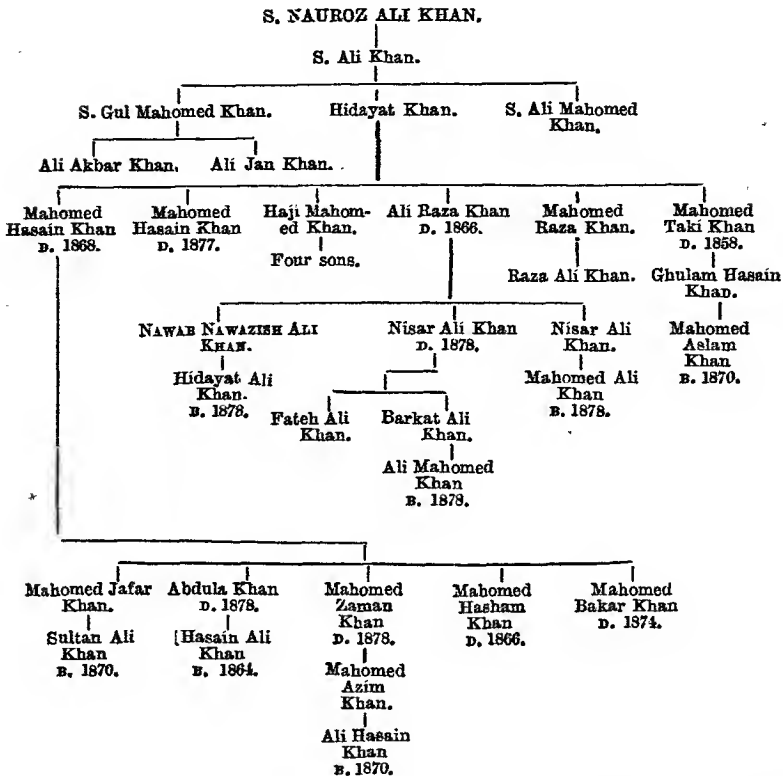 S. NAUROZ ALI KHAN.
S. Ali Khan.
S. Gul Mahomed Khan. Hidayat Khan. S. Ali Mahomed
Khan.
Ali Akbar Khan. Ali Jan Khan.
Mahomed Mahomed Haji Mahom- Ali Raza Khan Mahomed Mahomed
Hasain Khan Hasain Khan ed Khan. D. 1866. Raza Khan. Taki Khan
D. 1868. D. 1877. D. 1858.
Four sons. Raza Ali Khan. Ghulam Hasain
Khan.
NAWAB NAWAZISH ALI Nisar Ali Khan Nisar Ali Mahomed
KHAN. D. 1878. Khan. Aslam
Hidayat Ali Mahomed Ali Khan
Khan. Khan B. 1870.
B. 1878. B. 1878.
Fateh Ali Barkat Ali
Khan. Khan.
Ali Mahomed
Khan
B. 1878.
Mahomed Jafar Abdula Khan Mahomed Mahomed Mahomed
Khan. D. 1878. Zaman Hasham Bakar Khan
Khan Khan D. 1874.
Sultan Ali [Hasain Ali D. 1878. D. 1866.
Khan Khan
B. 1870. B. 1864. Mahomed
Azim
Khan.
Ali Hasain
Khan
B. 1870.